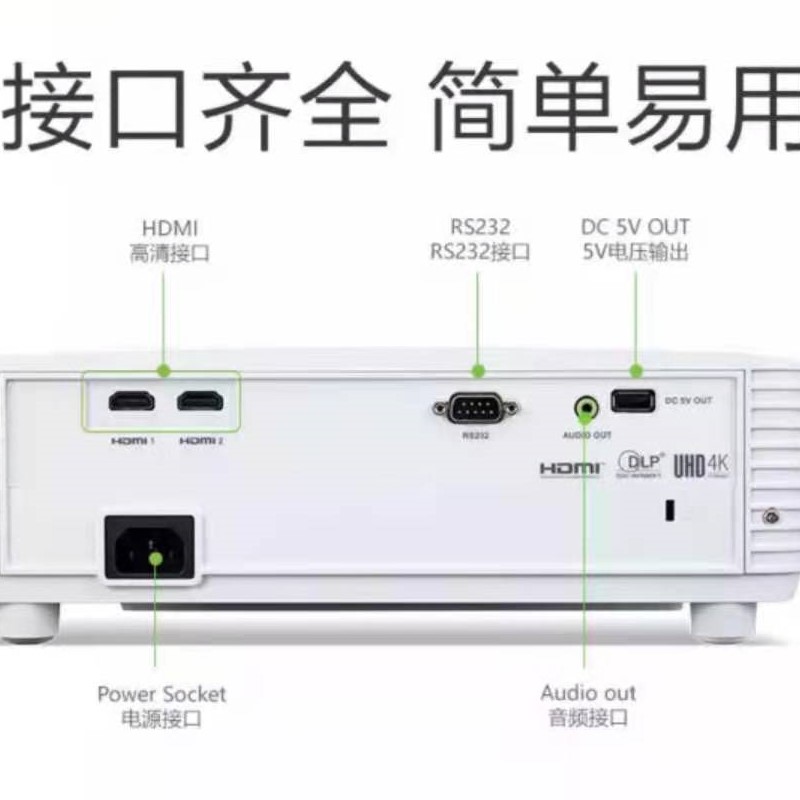 接口齐全 简单易用
HDMI
高清接口
RS232
RS232接口
DC 5V OUT
5V电压输出
HDMI 1
HDMI 2
RS232
AUDIO OUT
DC 5V OUT
HDMI
DLP
UHD 4K
Power Socket
电源接口
Audio out
音频接口